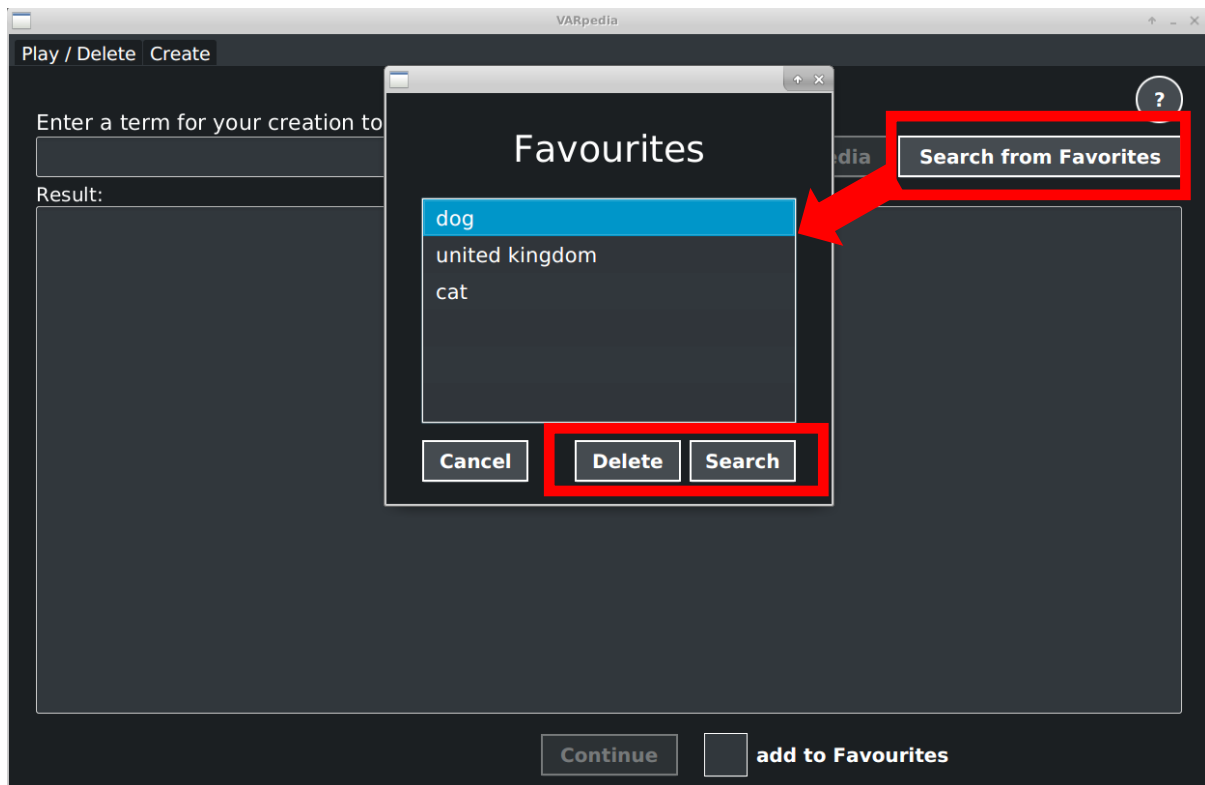 VARpedia
Play / Delete Create
?
Enter a term for your creation to
edia
Search from Favorites
Result:
Favourites
dog
united kingdom
cat
Cancel Delete Search
Continue add to Favourites